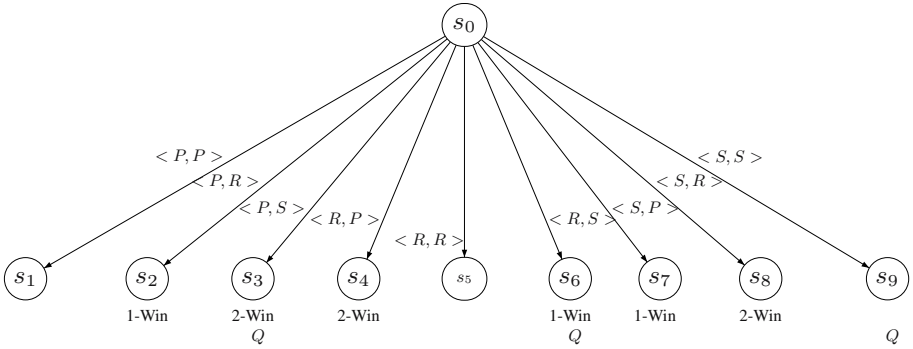 s0
< P, P >
< S, S >
< P, R >
< S, R >
< P, S >
< S, P >
< R, P >
< R, S >
< R, R >
s1 s2 s3 s4 s5 s6 s7 s8 s9
1-Win 2-Win 2-Win 1-Win 1-Win 2-Win
Q Q Q